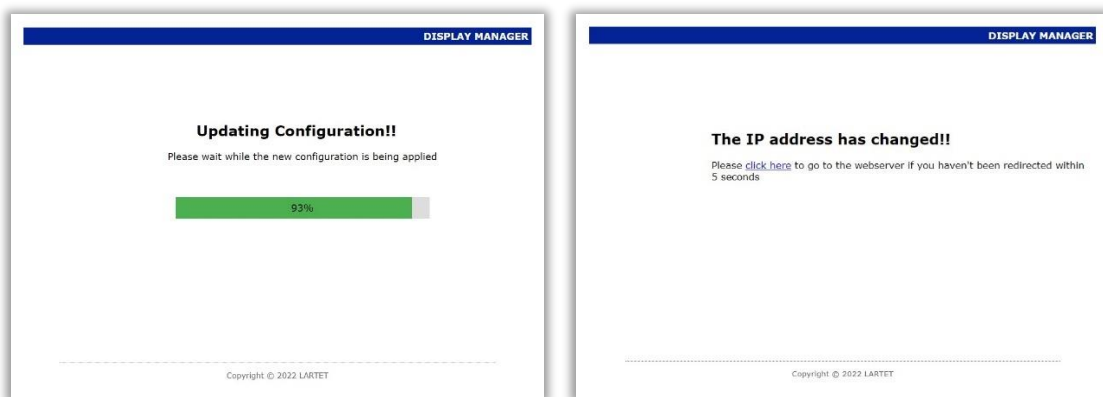 DISPLAY MANAGER
Updating Configuration!!
Please wait while the new configuration is being applied
93%
Copyright © 2022 LARTET
DISPLAY MANAGER
The IP address has changed!!
Please click here to go to the webserver if you haven't been redirected within
5 seconds
Copyright © 2022 LARTET